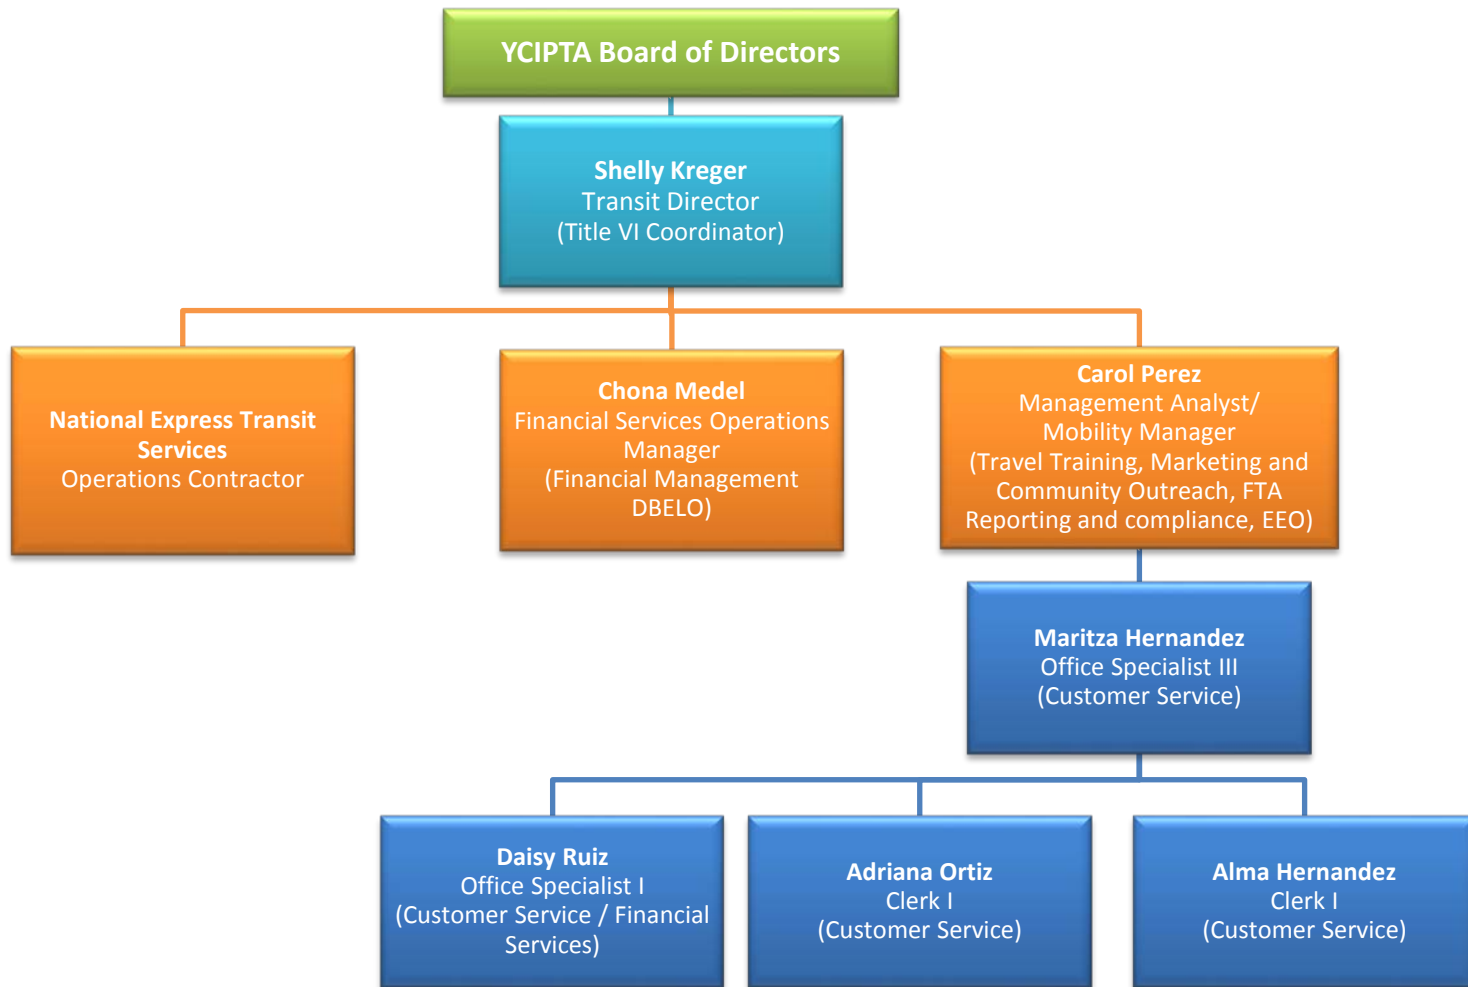 YCIPTA Board of Directors
Shelly Kreger
Transit Director
(Title VI Coordinator)
National Express Transit
Services
Operations Contractor
Chona Medel
Financial Services Operations
Manager
(Financial Management
DBELO)
Carol Perez
Management Analyst/
Mobility Manager
(Travel Training, Marketing and
Community Outreach, FTA
Reporting and compliance, EEO)
Maritza Hernandez
Office Specialist III
(Customer Service)
Daisy Ruiz
Office Specialist I
(Customer Service / Financial
Services)
Adriana Ortiz
Clerk I
(Customer Service)
Alma Hernandez
Clerk I
(Customer Service)